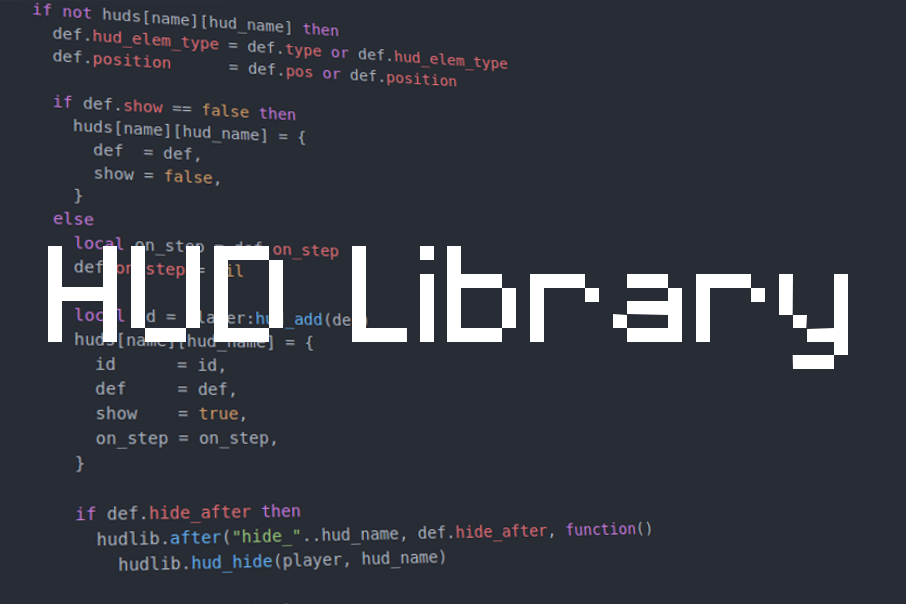 if not huds[name][hud_name] then
def.hud_elem_type = def.type or def.hud_elem_type
def.position = def.pos or def.position
if def.show == false then
huds[name][hud_name] = {
def = def,
show = false,
}
else
local on_step = def.on_step
def.on_step = nil
HUD Library
local id = player:hud_add(def)
huds[name][hud_name] = {
id = id,
def = def,
show = true,
on_step = on_step,
}
if def.hide_after then
hudlib.after("hide_"..hud_name, def.hide_after, function()
hudlib.hud_hide(player, hud_name)